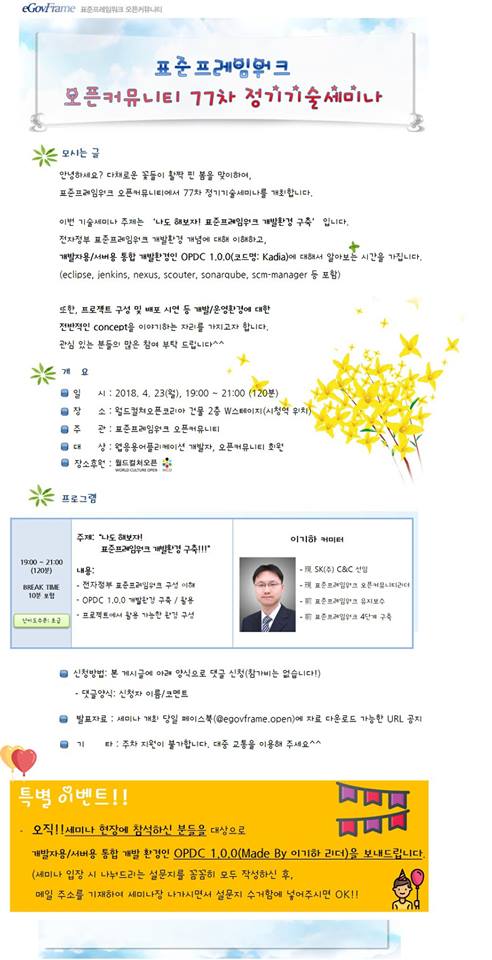 eGovFrame 표준프레임워크 오픈커뮤니티
표준프레임워크
오픈커뮤니티 77차 정기기술세미나
모시는 글
안녕하세요? 다채로운 꽃들이 활짝 핀 봄을 맞이하여,
표준프레임워크 오픈커뮤니티에서 77차 정기기술세미나를 개최합니다.
이번 기술세미나 주제는 '나도 해보자! 표준프레임워크 개발환경 구축' 입니다.
전자정부 표준프레임워크 개발환경 개념에 대해 이해하고,
개발자용/서버용 통합 개발환경인 OPDC 1.0.0(코드명: Kadia)에 대해서 알아보는 시간을 가집니다.
(eclipse, jenkins, nexus, scouter, sonarqube, scm-manager 등 포함)
또한, 프로젝트 구성 및 배포 시연 등 개발/운영환경에 대한
전반적인 concept을 이야기하는 자리를 가지고자 합니다.
관심 있는 분들의 많은 참여 부탁 드립니다^^
개 요
일 시 : 2018. 4. 23(월), 19:00 ~ 21:00 (120분)
장 소 : 월드컬쳐오픈코리아 건물 2층 W스테이지(시청역 위치)
주 관 : 표준프레임워크 오픈커뮤니티
대 상 : 웹응용어플리케이션 개발자, 오픈커뮤니티 회원
장소후원 : 월드컬처오픈
WORLD CULTURE OPEN WCO
프로그램
19:00 ~ 21:00
(120분)
BREAK TIME
10분 포함
난이도수준: 초급
주제: "나도 해보자!
표준프레임워크 개발환경 구축!!!"
내용:
- 전자정부 표준프레임워크 구성 이해
- OPDC 1.0.0 개발환경 구축 / 활용
- 프로젝트에서 활용 가능한 환경 구성
이기하 커미터
- 現 SK(주) C&C 선임
- 現 표준프레임워크 오픈커뮤니티리더
- 前 표준프레임워크 유지보수
- 前 표준프레임워크 4단계 구축
신청방법: 본 게시글에 아래 양식으로 댓글 신청(참가비는 없습니다!)
- 댓글양식: 신청자 이름/코멘트
발표자료 : 세미나 개최 당일 페이스북(@egovframe.open)에 자료 다운로드 가능한 URL 공지
기 타 : 주차 지원이 불가합니다. 대중 교통을 이용해 주세요^^
특별 이벤트!!
· 오직!!세미나 현장에 참석하신 분들을 대상으로
개발자용/서버용 통합 개발 환경인 OPDC 1.0.0(Made By 이기하 리더)을 보내드립니다.
(세미나 입장 시 나눠드리는 설문지를 꼼꼼히 모두 작성하신 후,
메일 주소를 기재하여 세미나장 나가시면서 설문지 수거함에 넣어주시면 OK!!